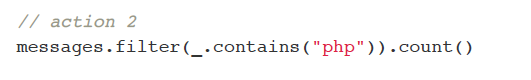 // action 2
messages.filter(_.contains("php")).count()